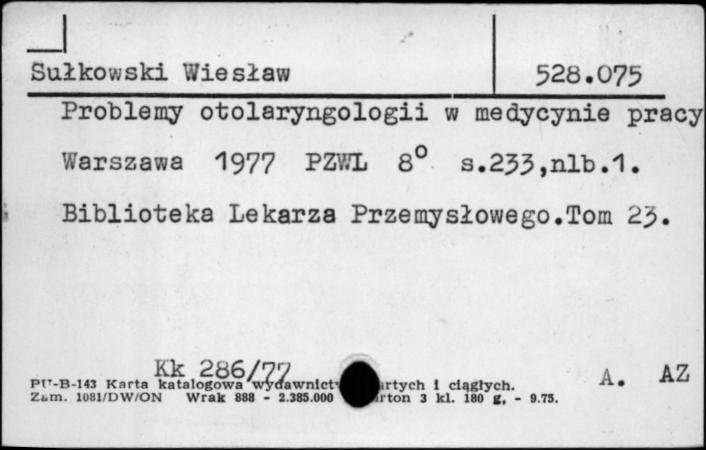 Sułkowski Wiesław 528.075
Problemy otolaryngologii w medycynie pracy
Warszawa 1977 PZWL 8° s.233,nlb.1.
Biblioteka Lekarza Przemysłowego.Tom 23.
Kk 286/77 A. AZ
PU-B-143 Karta katalogowa wydawnict artych i ciągłych.
Zam. 1081/DW/ON Wrak 888 - 2.385.000 arton 3 kl. 180 g, - 9.75.